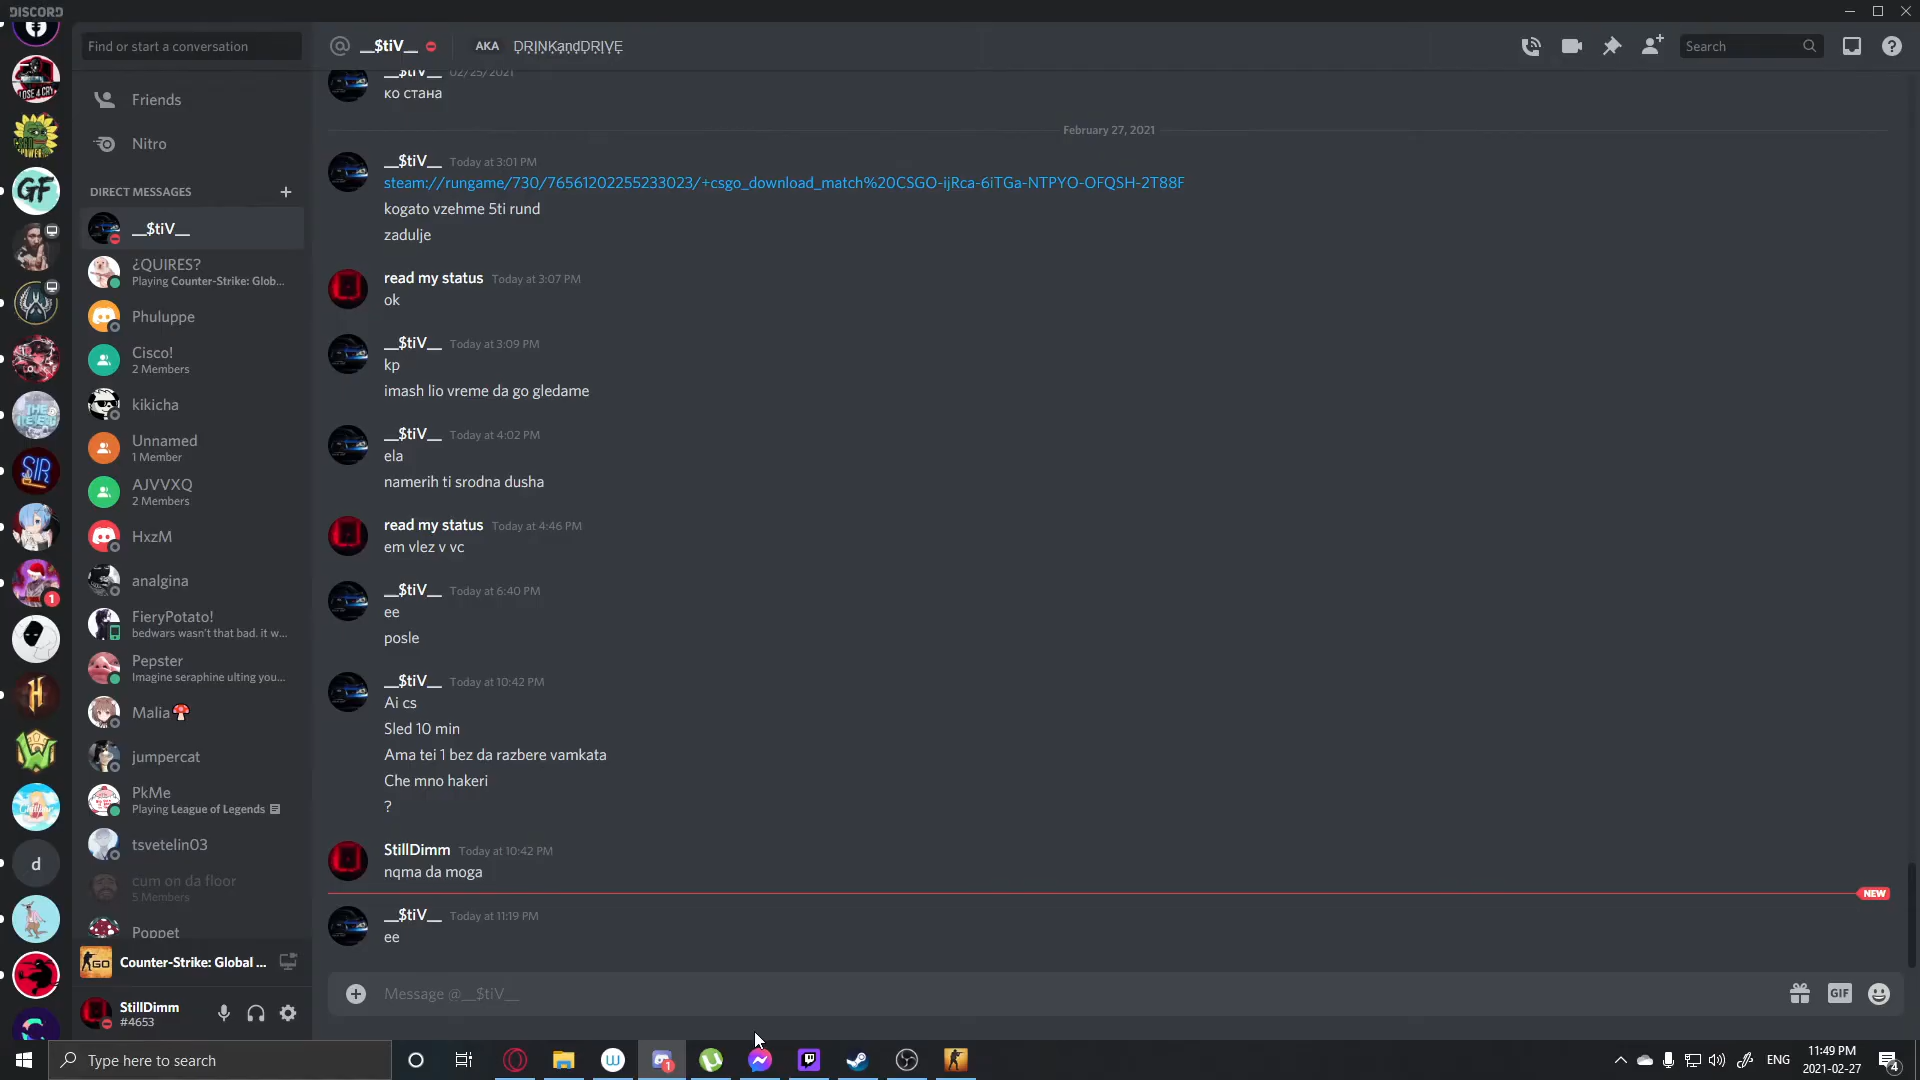 DISCORD
Find or start a conversation
Friends
Nitro
DIRECT MESSAGES
__$tiV__
¿QUIRES?
Playing Counter-Strike: Glob...
Phuluppe
Cisco!
2 Members
kikicha
Unnamed
1 Member
AJVVXQ
2 Members
HxzM
analgina
FieryPotato!
bedwars wasn't that bad. it w...
Pepster
Imagine seraphine ulting you...
Malia
jumpercat
PkMe
Playing League of Legends
tsvetelin03
cum on da floor
5 Members
Poppet
Counter-Strike: Global ...
StillDimm
#4653
__$tiV__ AKA DRINKandDRIVE
Search
__$tiV__ 02/25/2021
ко стана
February 27, 2021
__$tiV__ Today at 3:01 PM
steam://rungame/730/76561202255233023/+csgo_download_match%20CSGO-ijRca-6iTGa-NTPYO-OFQSH-2T88F
kogato vzehme 5ti rund
zadulje
read my status Today at 3:07 PM
ok
__$tiV__ Today at 3:09 PM
kp
imash lio vreme da go gledame
__$tiV__ Today at 4:02 PM
ela
namerih ti srodna dusha
read my status Today at 4:46 PM
em vlez v vc
__$tiV__ Today at 6:40 PM
ee
posle
__$tiV__ Today at 10:42 PM
Ai cs
Sled 10 min
Ama tei 1 bez da razbere vamkata
Che mno hakeri
?
StillDimm Today at 10:42 PM
nqma da moga
NEW
__$tiV__ Today at 11:19 PM
ee
Message @__$tiV__
GIF
Type here to search
ENG
11:49 PM
2021-02-27
4